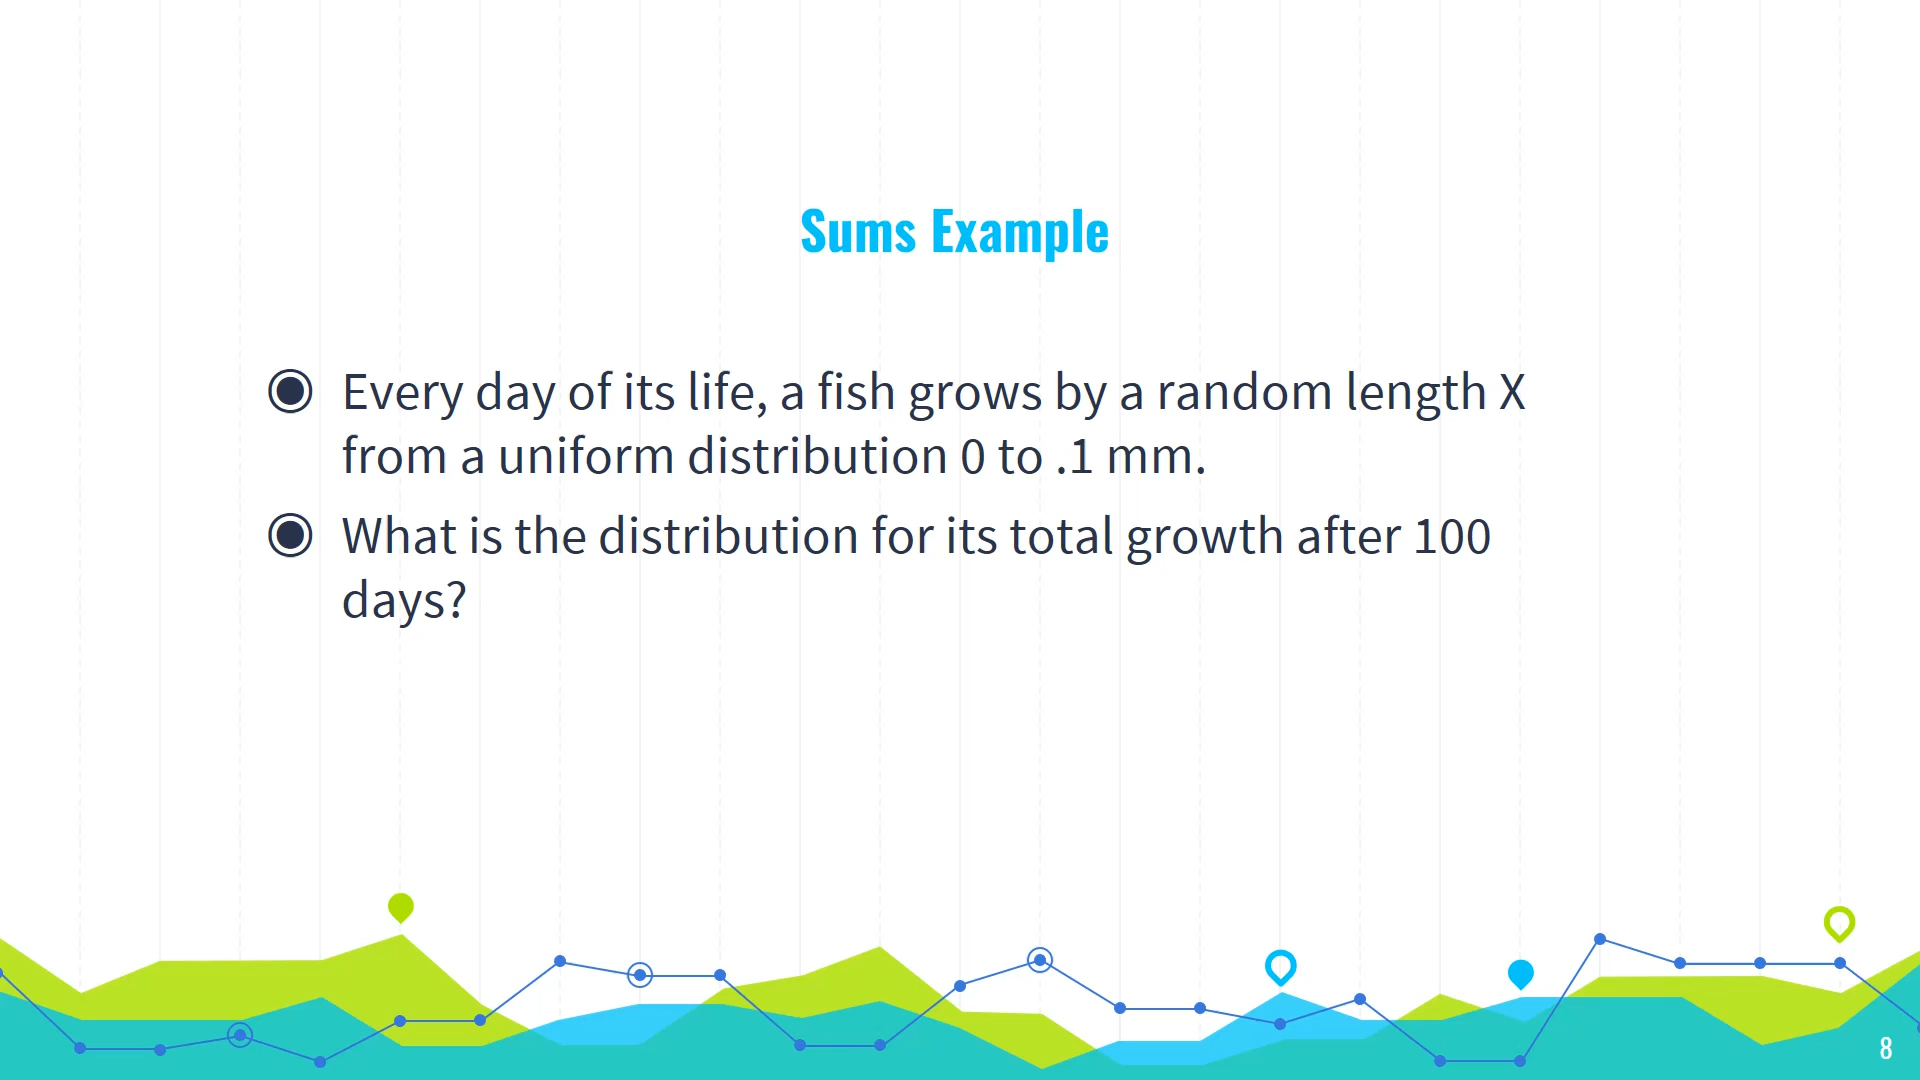 Sums Example
◉ Every day of its life, a fish grows by a random length X
from a uniform distribution 0 to .1 mm.
◉ What is the distribution for its total growth after 100
days?
8